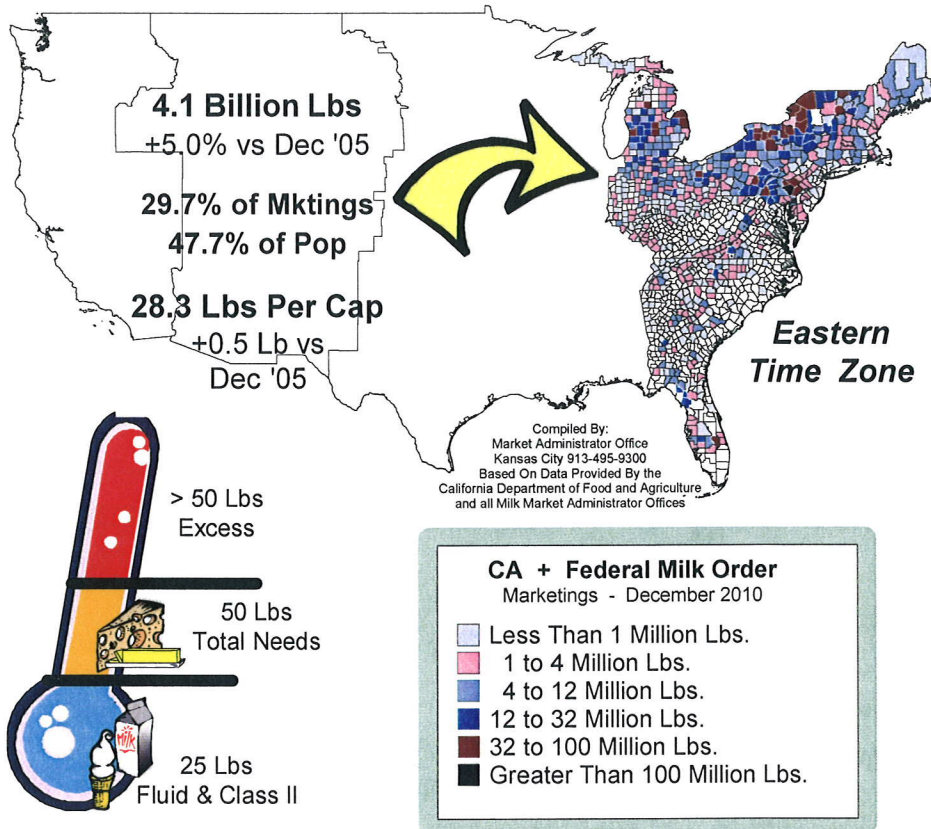 4.1 Billion Lbs
+5.0% vs Dec '05
29.7% of Mktings
47.7% of Pop
28.3 Lbs Per Cap
+0.5 Lb vs
Dec '05
Eastern
Time Zone
Compiled By:
Market Administrator Office
Kansas City 913-495-9300
Based On Data Provided By the
California Department of Food and Agriculture
and all Milk Market Administrator Offices
> 50 Lbs
Excess
50 Lbs
Total Needs
MILK
25 Lbs
Fluid & Class II
CA + Federal Milk Order
Marketings - December 2010
Less Than 1 Million Lbs.
1 to 4 Million Lbs.
4 to 12 Million Lbs.
12 to 32 Million Lbs.
32 to 100 Million Lbs.
Greater Than 100 Million Lbs.